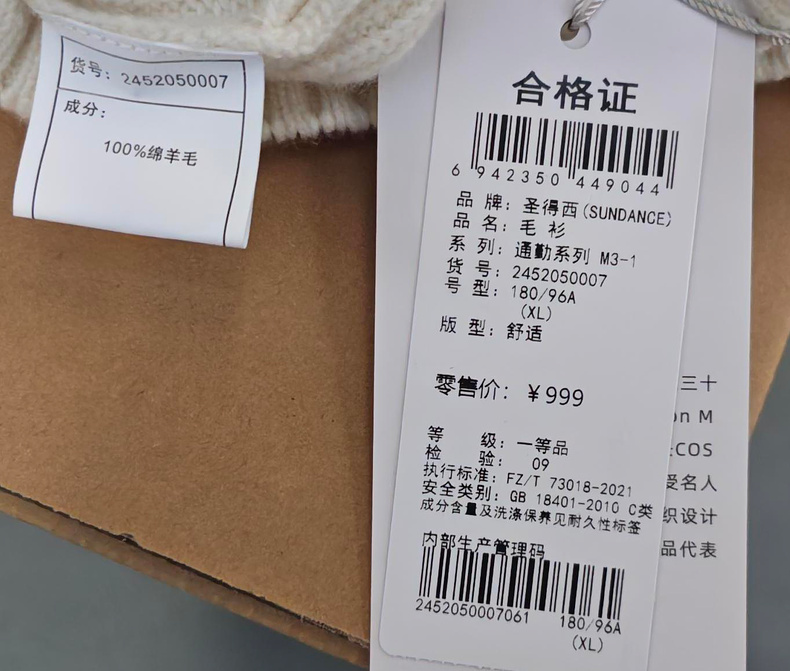 货号: 2452050007
成分:
100%绵羊毛
合格证
6 942350 449044
品 牌: 圣得西(SUNDANCE)
品 名: 毛 衫
系 列: 通勤系列 M3-1
货 号: 2452050007
号 型: 180/96A
(XL)
版 型: 舒适
零售价: ¥999
等 级: 一等品
检 验: 09
执行标准: FZ/T 73018-2021
安全类别: GB 18401-2010 C类
成分含量及洗涤保养见耐久性标签
内部生产管理码
2452050007061 180/96A
(XL)
三十
on M
COS
受名人
织设计
品代表